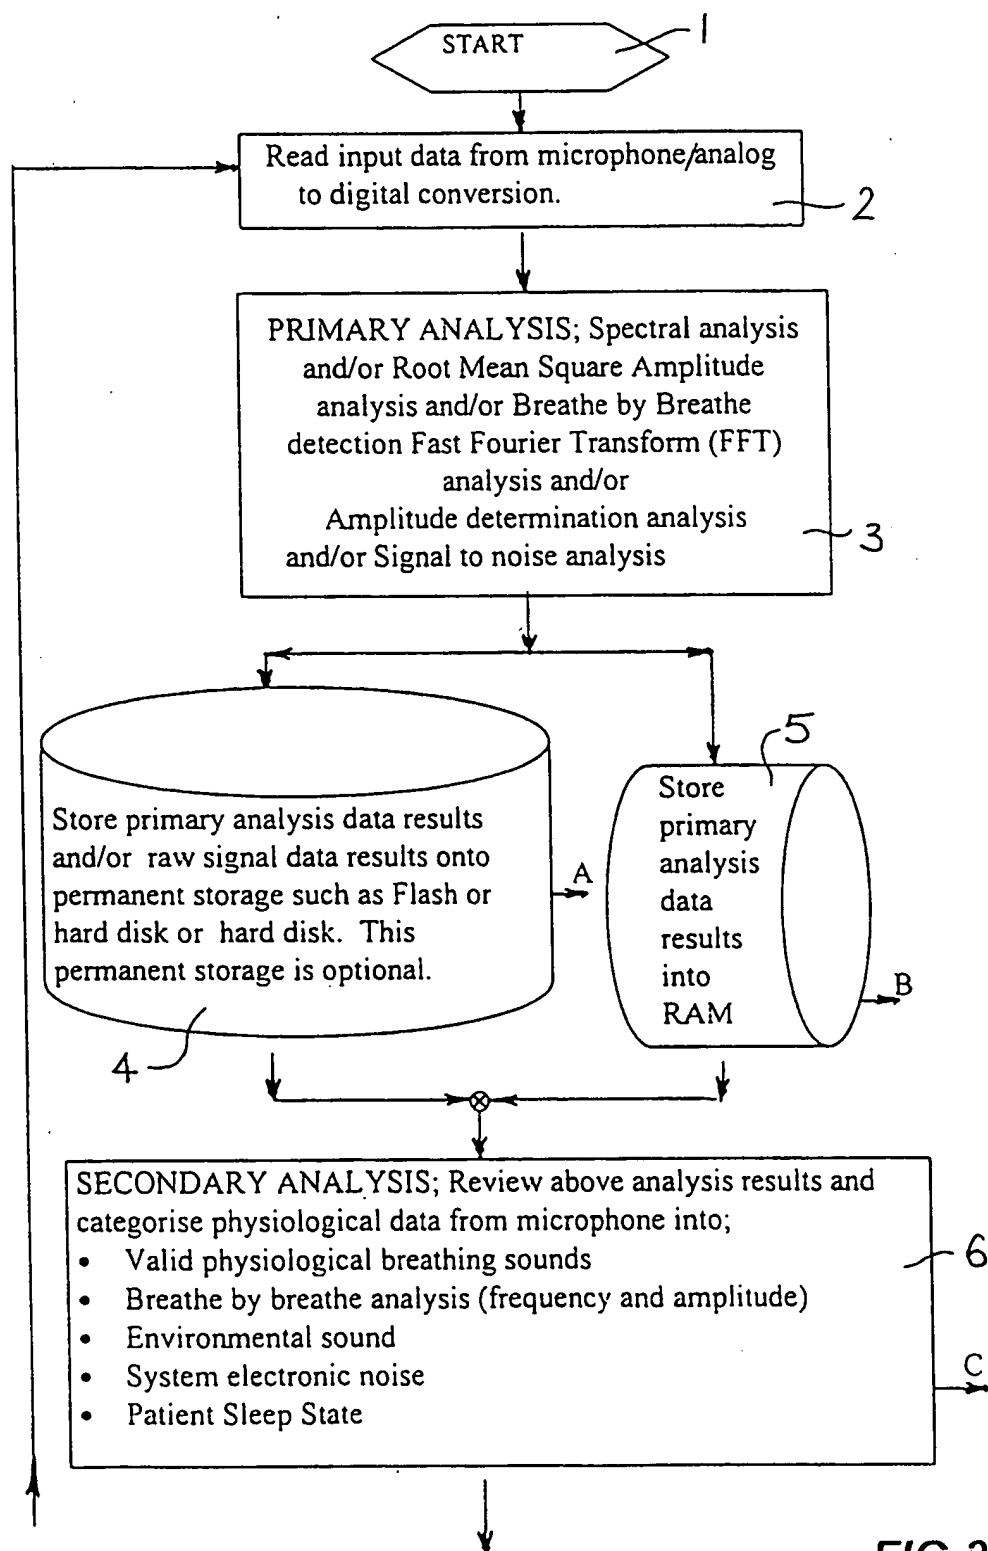 START
1
Read input data from microphone/analog
to digital conversion.
2
PRIMARY ANALYSIS; Spectral analysis
and/or Root Mean Square Amplitude
analysis and/or Breathe by Breathe
detection Fast Fourier Transform (FFT)
analysis and/or
Amplitude determination analysis
and/or Signal to noise analysis
3
Store primary analysis data results
and/or raw signal data results onto
permanent storage such as Flash or
hard disk or hard disk. This
permanent storage is optional.
A
4
5
Store
primary
analysis
data
results
into
RAM
B
SECONDARY ANALYSIS; Review above analysis results and
categorise physiological data from microphone into;
• Valid physiological breathing sounds
• Breathe by breathe analysis (frequency and amplitude)
• Environmental sound
• System electronic noise
• Patient Sleep State
6
C